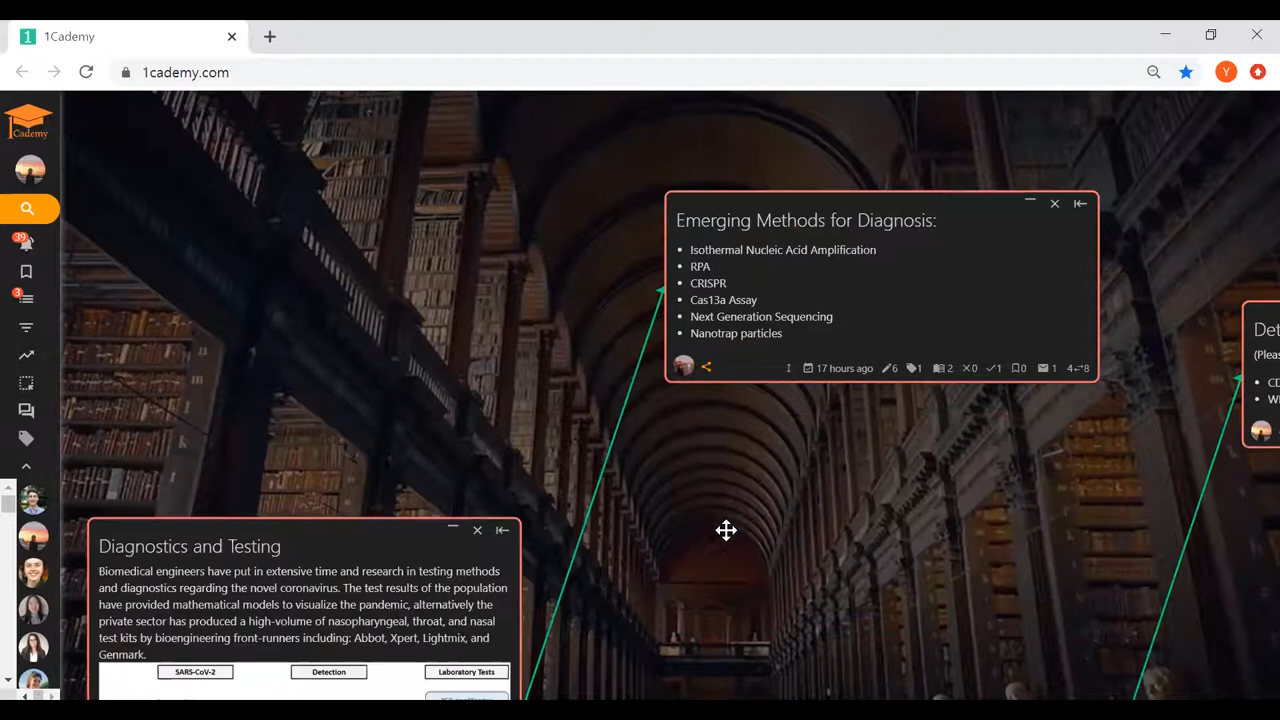 1Cademy
1cademy.com
Y
Cademy
39
3
Emerging Methods for Diagnosis:
• Isothermal Nucleic Acid Amplification
• RPA
• CRISPR
• Cas13a Assay
• Next Generation Sequencing
• Nanotrap particles
17 hours ago 6 1 2 0 1 0 1 4 8
Det
(Pleas
• CD
Diagnostics and Testing
Biomedical engineers have put in extensive time and research in testing methods
and diagnostics regarding the novel coronavirus. The test results of the population
have provided mathematical models to visualize the pandemic, alternatively the
private sector has produced a high-volume of nasopharyngeal, throat, and nasal
test kits by bioengineering front-runners including: Abbot, Xpert, Lightmix, and
Genmark.
SARS-CoV-2 Detection Laboratory Tests